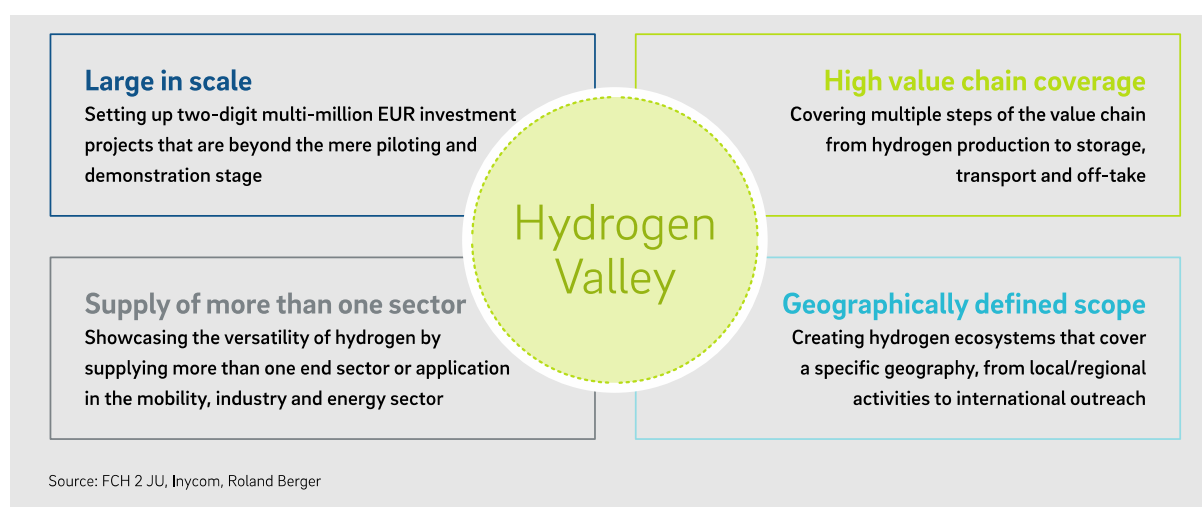 Large in scale
Setting up two-digit multi-million EUR investment
projects that are beyond the mere piloting and
demonstration stage
High value chain coverage
Covering multiple steps of the value chain
from hydrogen production to storage,
transport and off-take
Hydrogen
Valley
Supply of more than one sector
Showcasing the versatility of hydrogen by
supplying more than one end sector or application
in the mobility, industry and energy sector
Geographically defined scope
Creating hydrogen ecosystems that cover
a specific geography, from local/regional
activities to international outreach
Source: FCH 2 JU, Inycom, Roland Berger